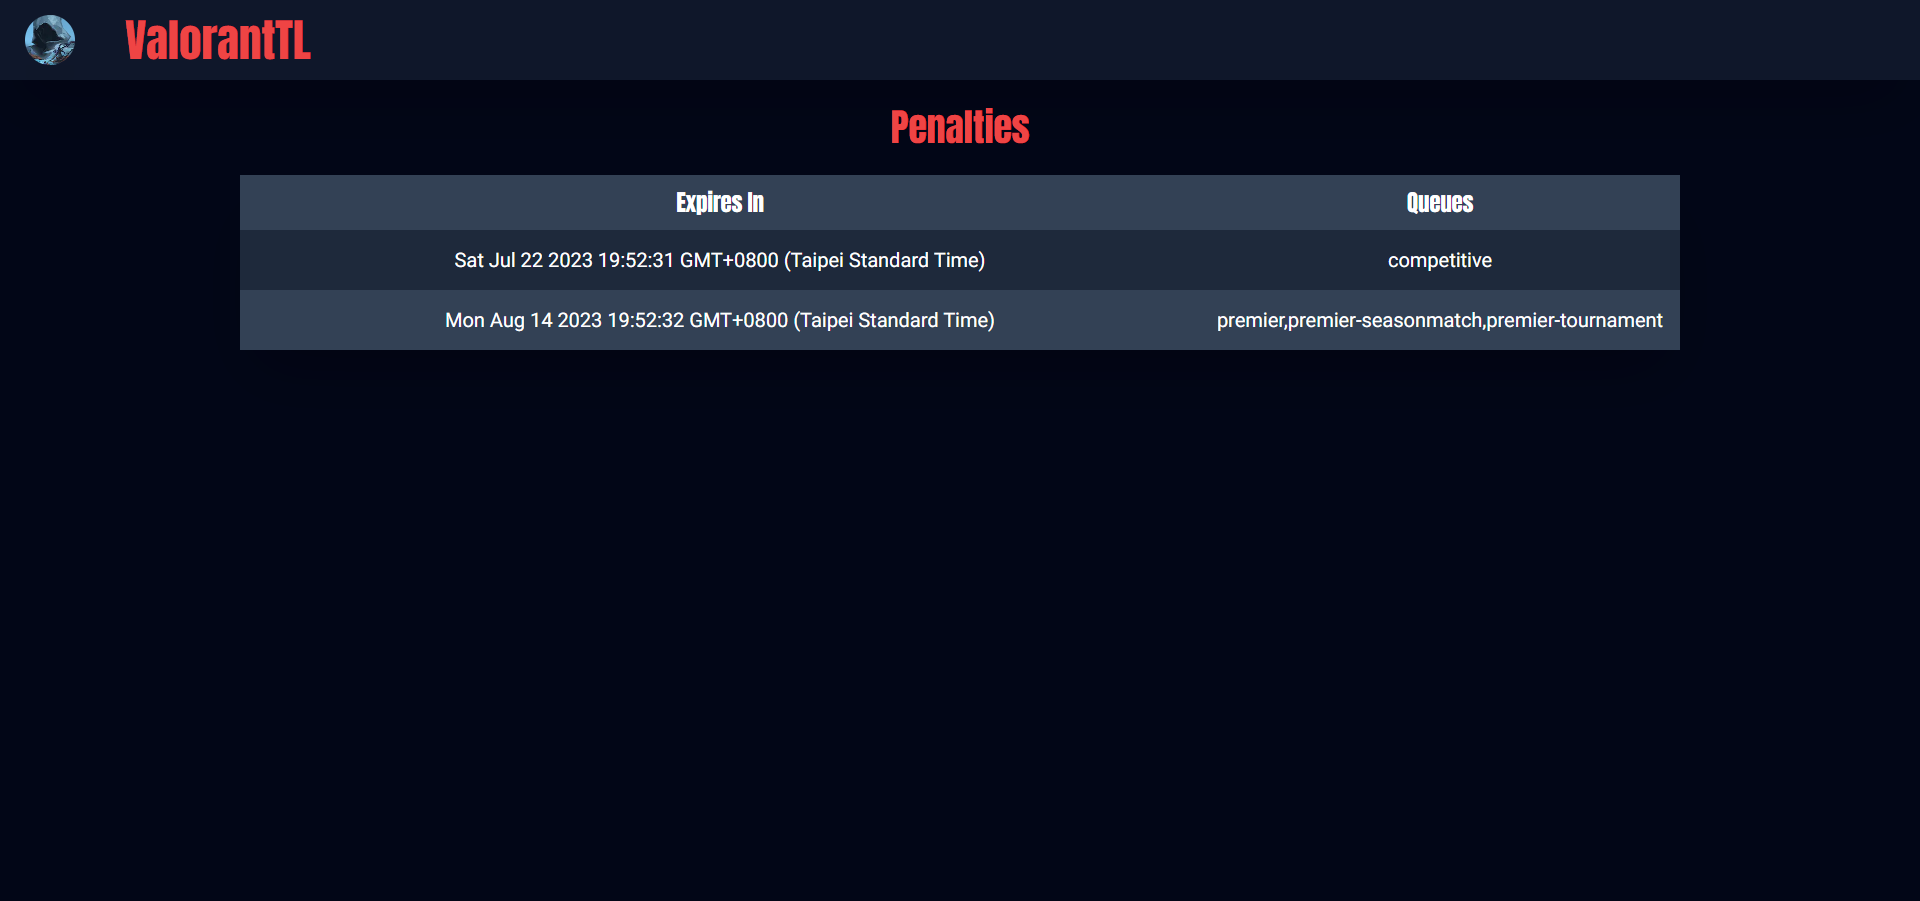 ValorantTL
Penalties
Expires In Queues
Sat Jul 22 2023 19:52:31 GMT+0800 (Taipei Standard Time) competitive
Mon Aug 14 2023 19:52:32 GMT+0800 (Taipei Standard Time) premier,premier-seasonmatch,premier-tournament